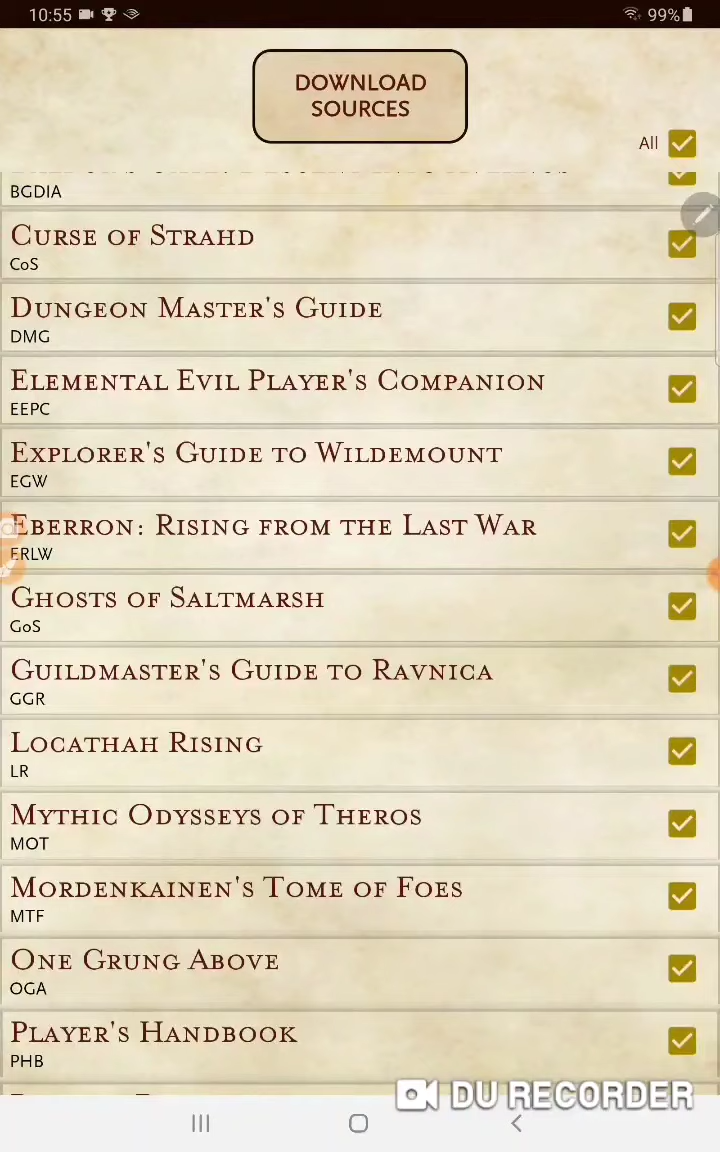 10:55
99%
DOWNLOAD
SOURCES
All
BGDIA
CURSE OF STRAHD
CoS
DUNGEON MASTER'S GUIDE
DMG
ELEMENTAL EVIL PLAYER'S COMPANION
EEPC
EXPLORER'S GUIDE TO WILDEMOUNT
EGW
EBERRON: RISING FROM THE LAST WAR
ERLW
GHOSTS OF SALTMARSH
GoS
GUILDMASTER'S GUIDE TO RAVNICA
GGR
LOCATHAH RISING
LR
MYTHIC ODYSSEYS OF THEROS
MOT
MORDENKAINEN'S TOME OF FOES
MTF
ONE GRUNG ABOVE
OGA
PLAYER'S HANDBOOK
PHB
DU RECORDER